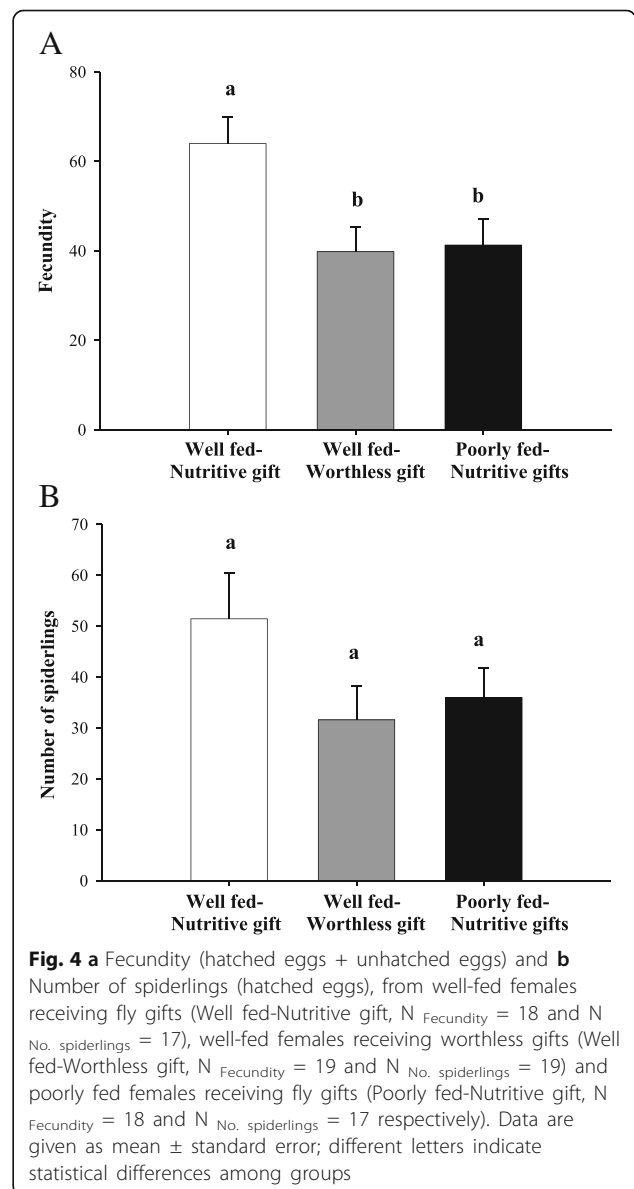 A
80
a
60
b
b
40
Fecundity
20
0
Well fed-
Nutritive gift
Well fed-
Worthless gift
Poorly fed-
Nutritive gifts
B
70
a
60
50
a
a
40
Number of spiderlings
30
20
10
0
Well fed-
Nutritive gift
Well fed-
Worthless gift
Poorly fed-
Nutritive gifts
Fig. 4 a Fecundity (hatched eggs + unhatched eggs) and b
Number of spiderlings (hatched eggs), from well-fed females
receiving fly gifts (Well fed-Nutritive gift, N Fecundity = 18 and N
No. spiderlings = 17), well-fed females receiving worthless gifts (Well
fed-Worthless gift, N Fecundity = 19 and N No. spiderlings = 19) and
poorly fed females receiving fly gifts (Poorly fed-Nutritive gift, N
Fecundity = 18 and N No. spiderlings = 17 respectively). Data are
given as mean ± standard error; different letters indicate
statistical differences among groups